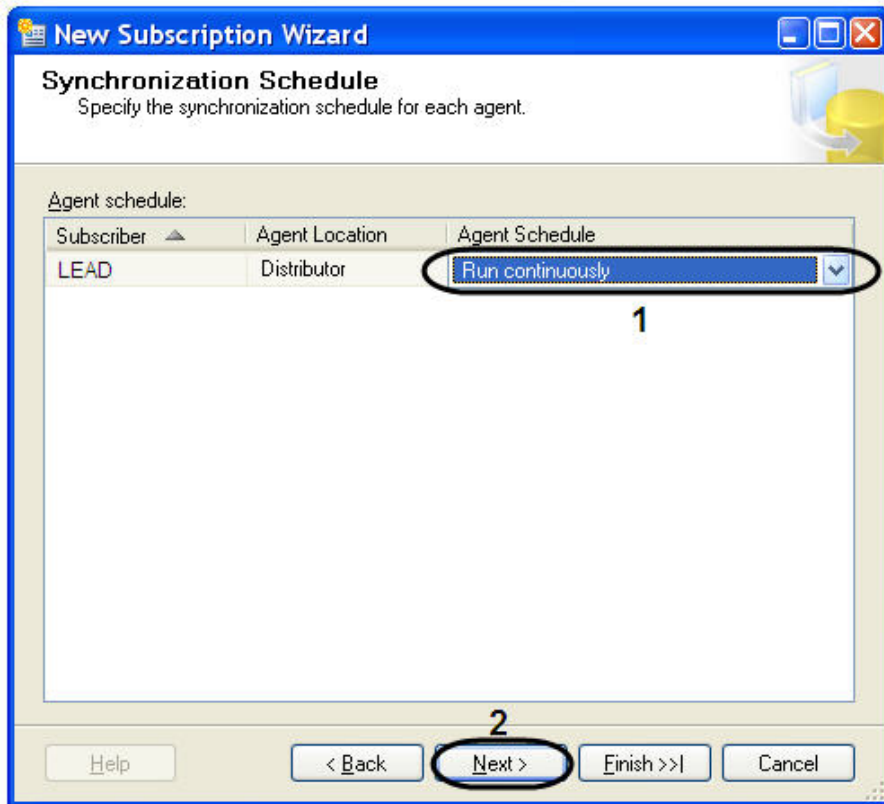 New Subscription Wizard
Synchronization Schedule
Specify the synchronization schedule for each agent.
Agent schedule:
Subscriber Agent Location Agent Schedule
LEAD Distributor Run continuously
1
2
Help < Back Next > Finish >>| Cancel